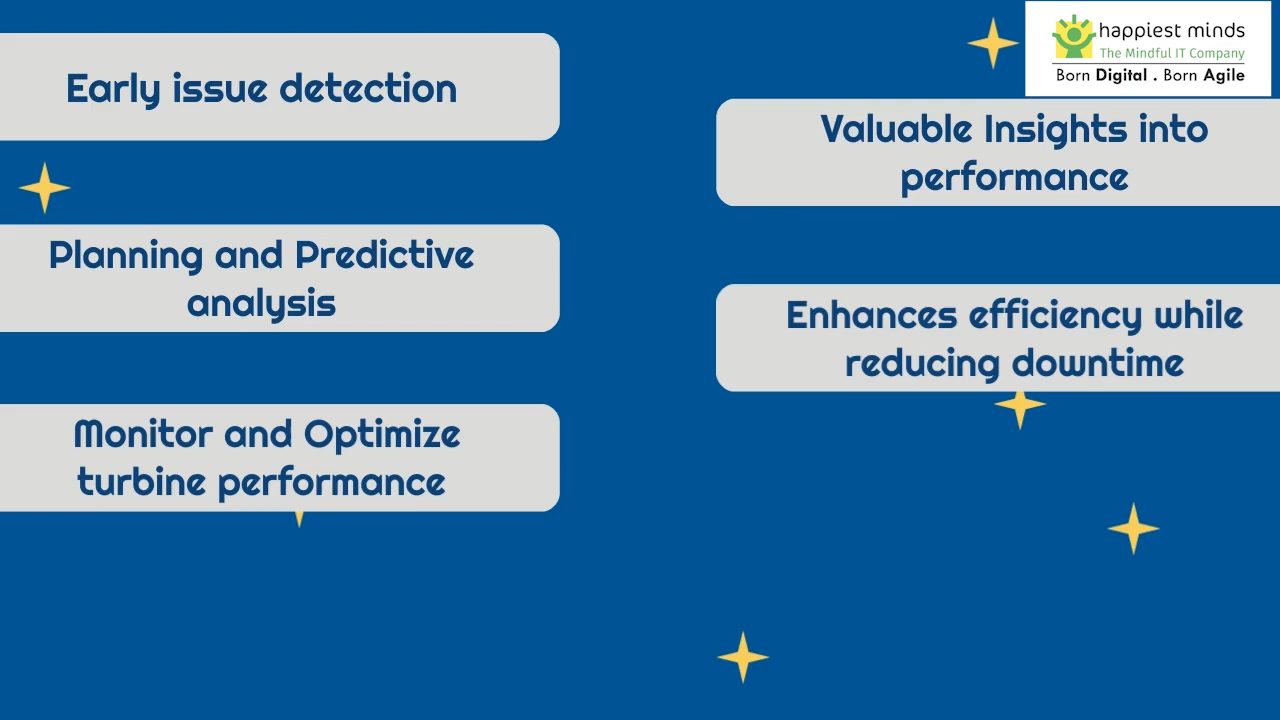 happiest minds
The Mindful IT Company
Born Digital . Born Agile
Early issue detection
Valuable Insights into
performance
Planning and Predictive
analysis
Enhances efficiency while
reducing downtime
Monitor and Optimize
turbine performance